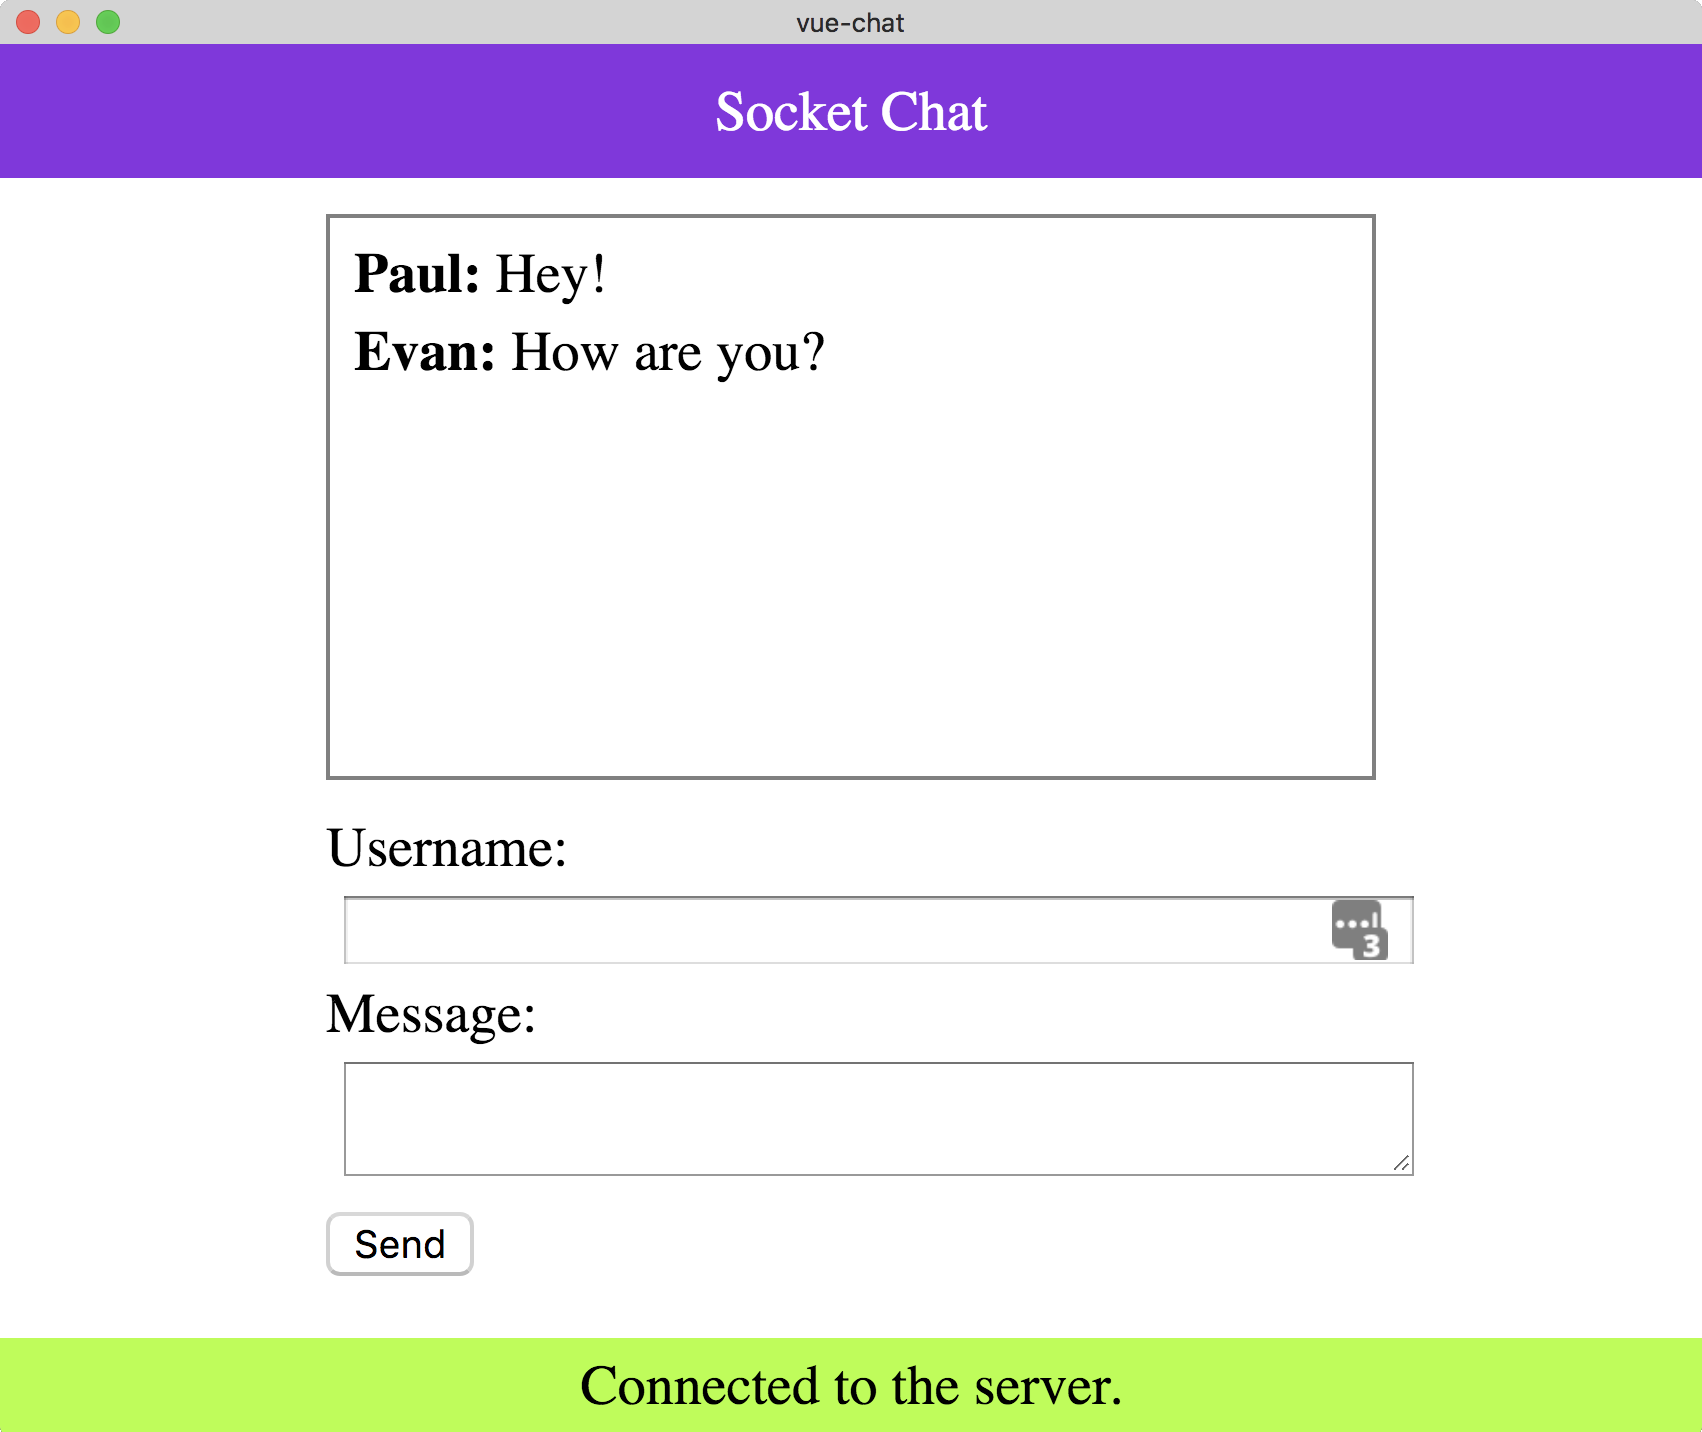 vue-chat
Socket Chat
Paul: Hey!
Evan: How are you?
Username:
3
Message:
Send
Connected to the server.